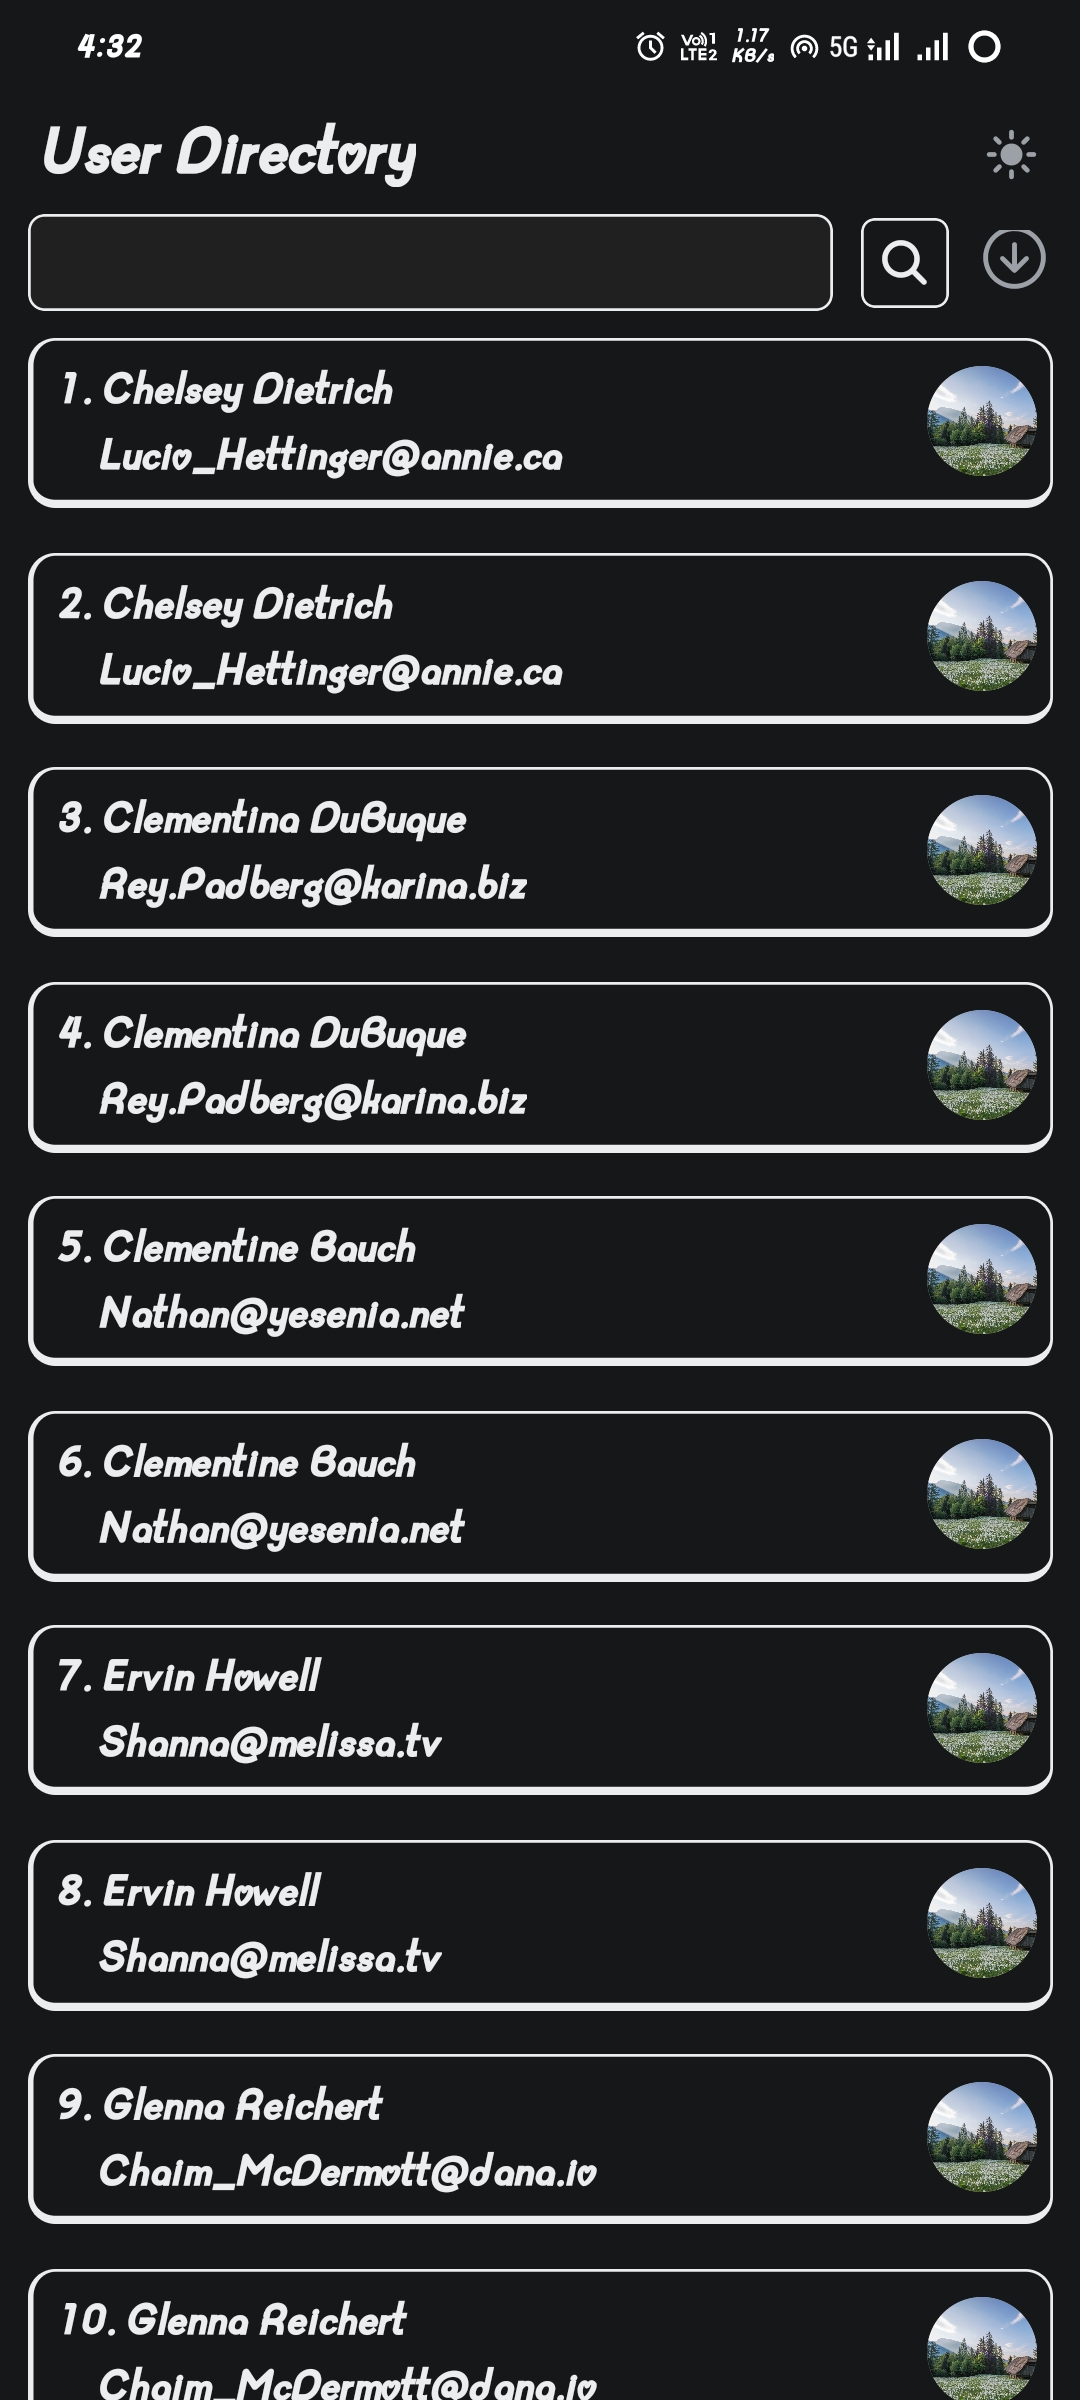 4:32
Vo)) 1 LTE2 1.17 KB/s 5G
User Directory
1. Chelsey Dietrich
Lucio_Hettinger@annie.ca
2. Chelsey Dietrich
Lucio_Hettinger@annie.ca
3. Clementina DuBuque
Rey.Padberg@karina.biz
4. Clementina DuBuque
Rey.Padberg@karina.biz
5. Clementine Bauch
Nathan@yesenia.net
6. Clementine Bauch
Nathan@yesenia.net
7. Ervin Howell
Shanna@melissa.tv
8. Ervin Howell
Shanna@melissa.tv
9. Glenna Reichert
Chaim_McDermott@dana.io
10. Glenna Reichert
Chaim_McDermott@dana.io